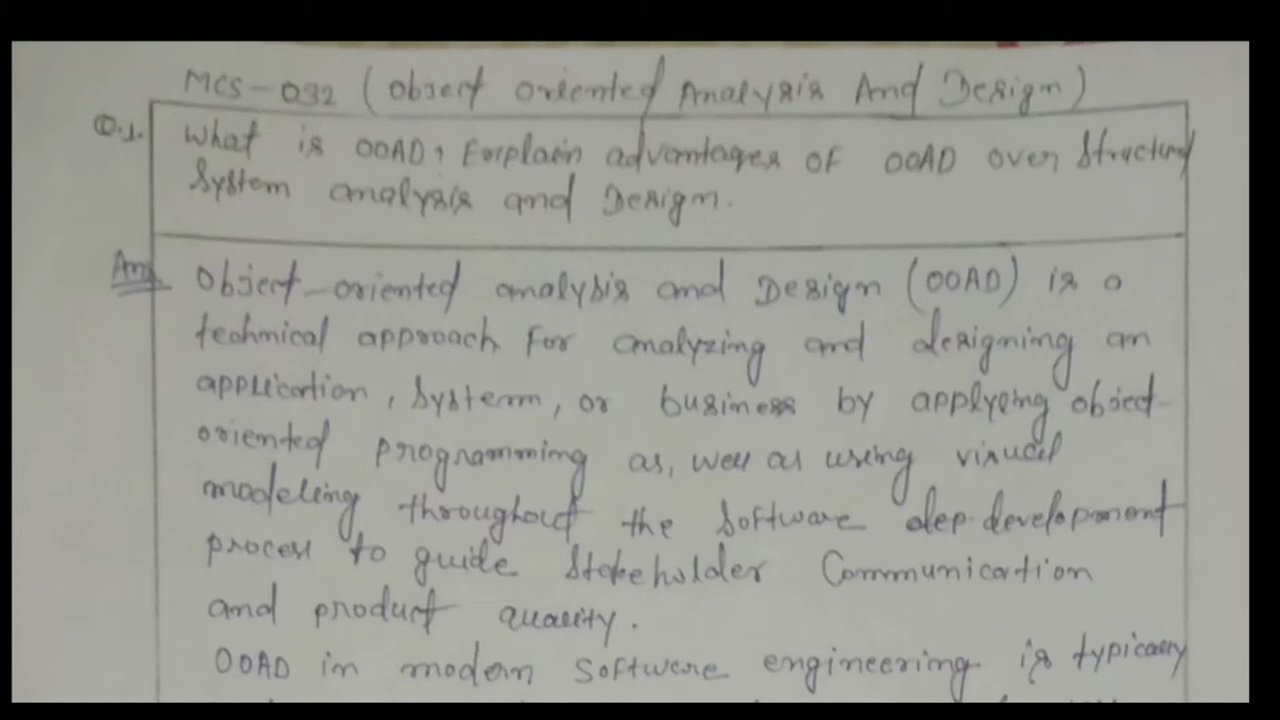 MCS-032 (Object oriented Analysis And Design)
Q.1. What is OOAD, Explain advantages of OOAD over Structured
System analysis and Design.
Ans Object-oriented analysis and Design (OOAD) is a
technical approach for analyzing and designing an
application, system, or business by applying object-
oriented programming as, well as using visual
modeling throughout the software dep development
process to guide Stakeholder Communication
and product quality.
OOAD in modern software engineering is typically